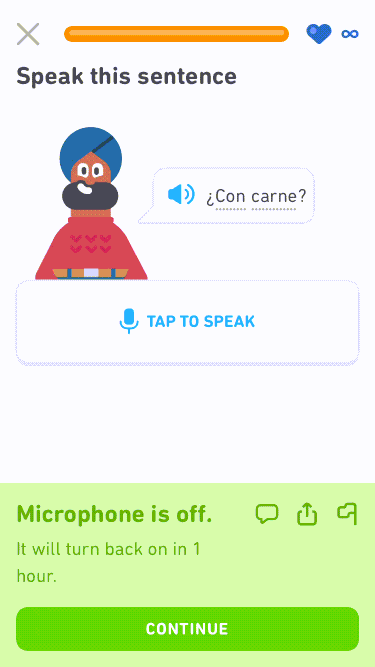 ∞
Speak this sentence
¿Con carne?
TAP TO SPEAK
Microphone is off.
It will turn back on in 1
hour.
CONTINUE